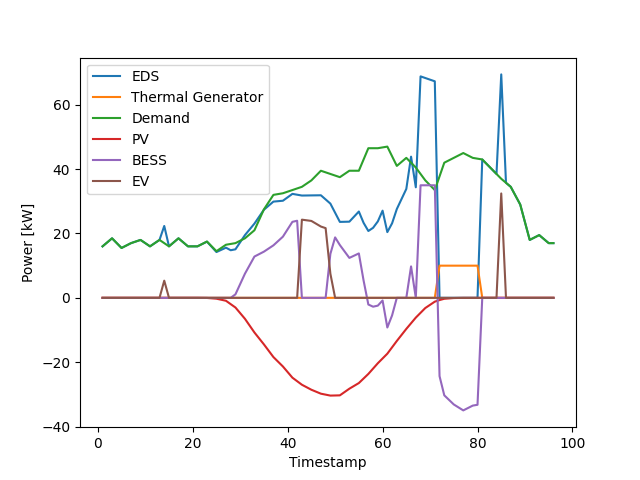 EDS
Thermal Generator
Demand
PV
BESS
EV
Power [kW]
60
40
20
0
−20
−40
0 20 40 60 80 100
Timestamp